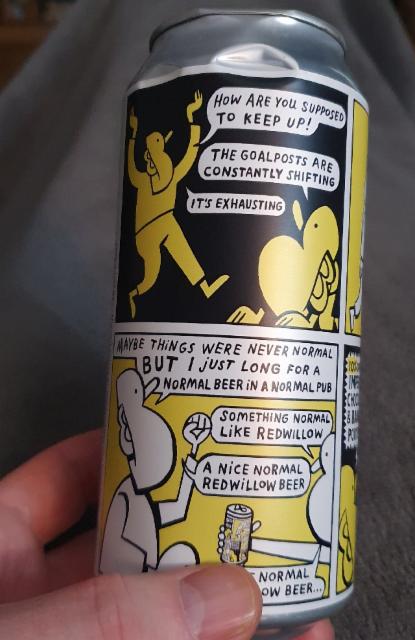 HOW ARE YOU SUPPOSED
TO KEEP UP!
THE GOALPOSTS ARE
CONSTANTLY SHIFTING
IT'S EXHAUSTING
MAYBE THINGS WERE NEVER NORMAL
BUT I JUST LONG FOR A
NORMAL BEER IN A NORMAL PUB
SOMETHING NORMAL
LIKE REDWILLOW
A NICE NORMAL
REDWILLOW BEER
NORMAL
BEER...